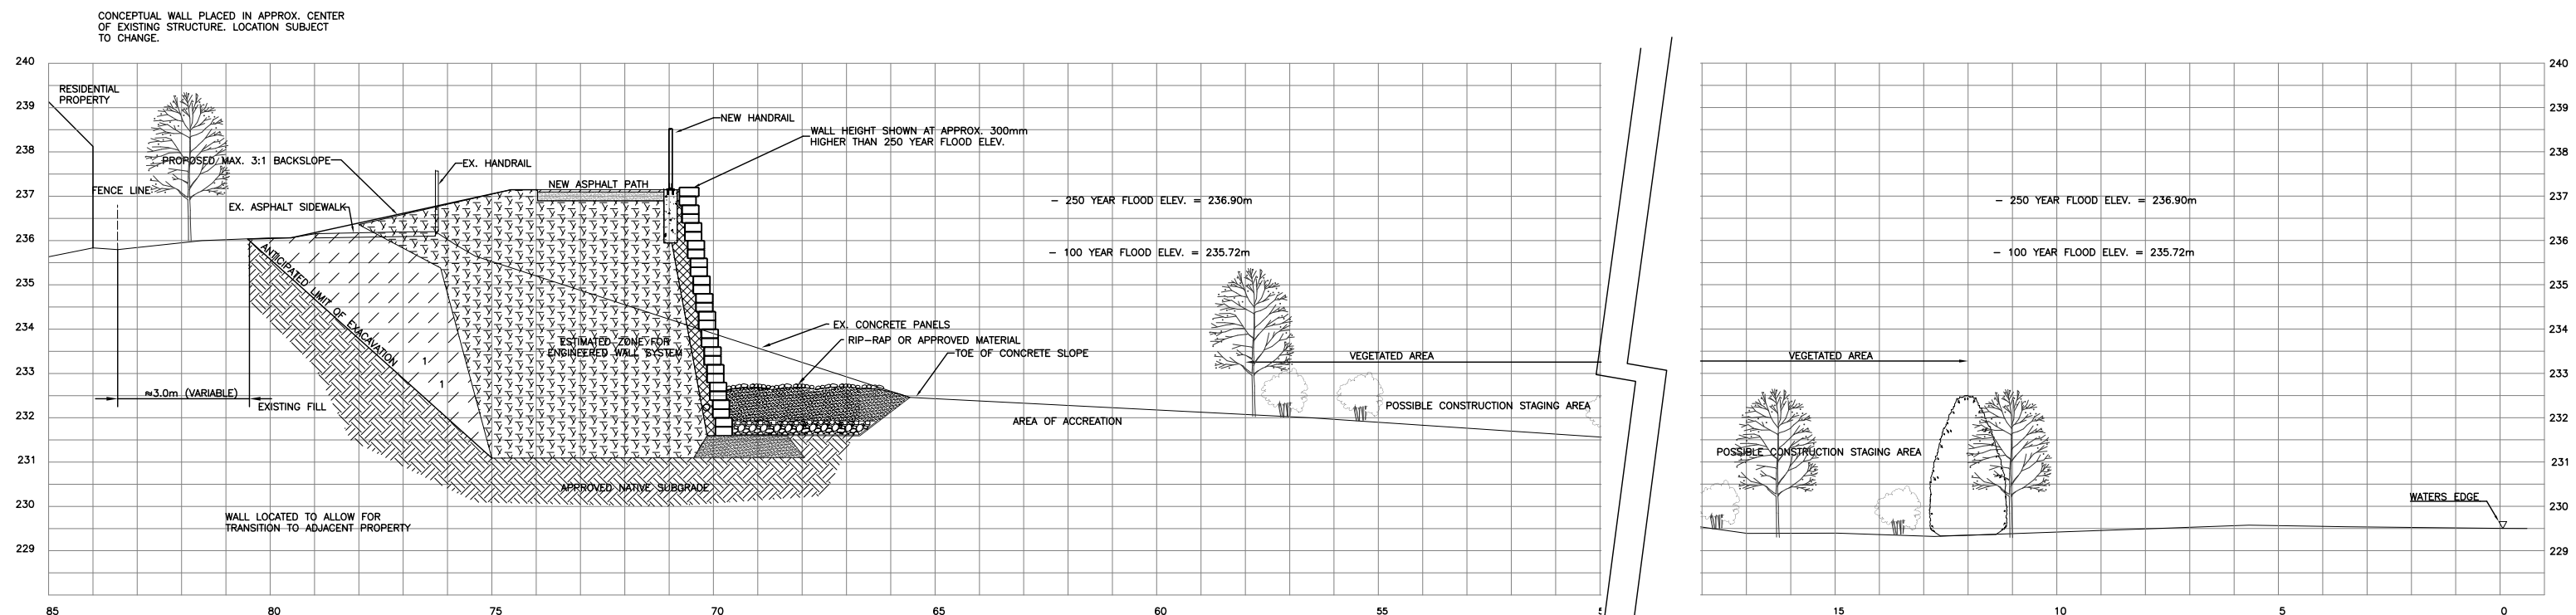 CONCEPTUAL WALL PLACED IN APPROX. CENTER
OF EXISTING STRUCTURE. LOCATION SUBJECT
TO CHANGE.
240
240
RESIDENTIAL
PROPERTY
239
239
NEW HANDRAIL
WALL HEIGHT SHOWN AT APPROX. 300mm
HIGHER THAN 250 YEAR FLOOD ELEV.
238
238
PROPOSED MAX. 3:1 BACKSLOPE
EX. HANDRAIL
NEW ASPHALT PATH
FENCE LINE
237
237
- 250 YEAR FLOOD ELEV. = 236.90m
- 250 YEAR FLOOD ELEV. = 236.90m
EX. ASPHALT SIDEWALK
236
236
ANTICIPATED LIMIT OF EXACAVATION
- 100 YEAR FLOOD ELEV. = 235.72m
- 100 YEAR FLOOD ELEV. = 235.72m
235
235
234
234
EX. CONCRETE PANELS
RIP-RAP OR APPROVED MATERIAL
TOE OF CONCRETE SLOPE
ESTIMATED ZONE FOR
ENGINEERED WALL SYSTEM
VEGETATED AREA
VEGETATED AREA
1
1
233
233
≈3.0m (VARIABLE)
EXISTING FILL
POSSIBLE CONSTRUCTION STAGING AREA
232
232
AREA OF ACCRETION
POSSIBLE CONSTRUCTION STAGING AREA
231
231
APPROVED NATIVE SUBGRADE
WATERS EDGE
230
230
WALL LOCATED TO ALLOW FOR
TRANSITION TO ADJACENT PROPERTY
229
229
85 80 75 70 65 60 55 15 10 5 0